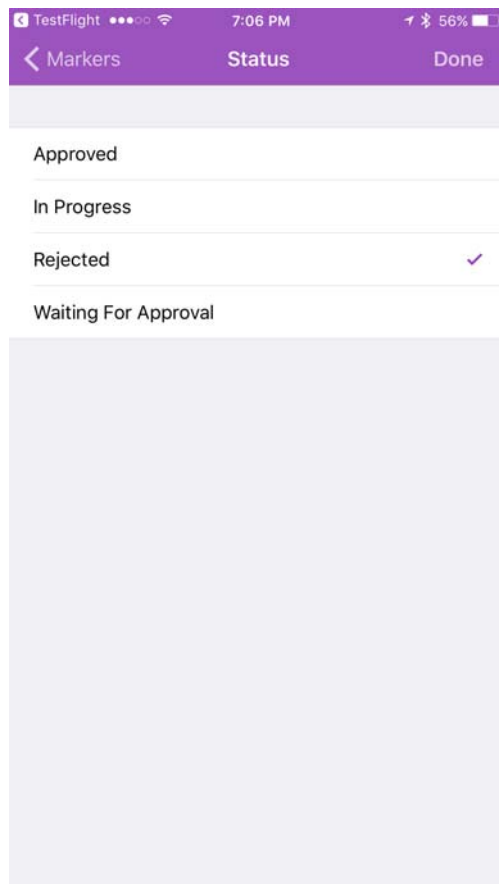 TestFlight 7:06 PM 56%
Markers Status Done
Approved
In Progress
Rejected
Waiting For Approval